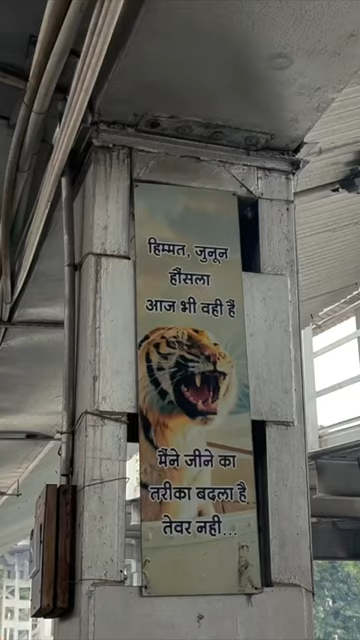 हिम्मत, जुनून
हौंसला
आज भी वही हैं
मैंने जीने का
तरीका बदला है
तेवर नही...